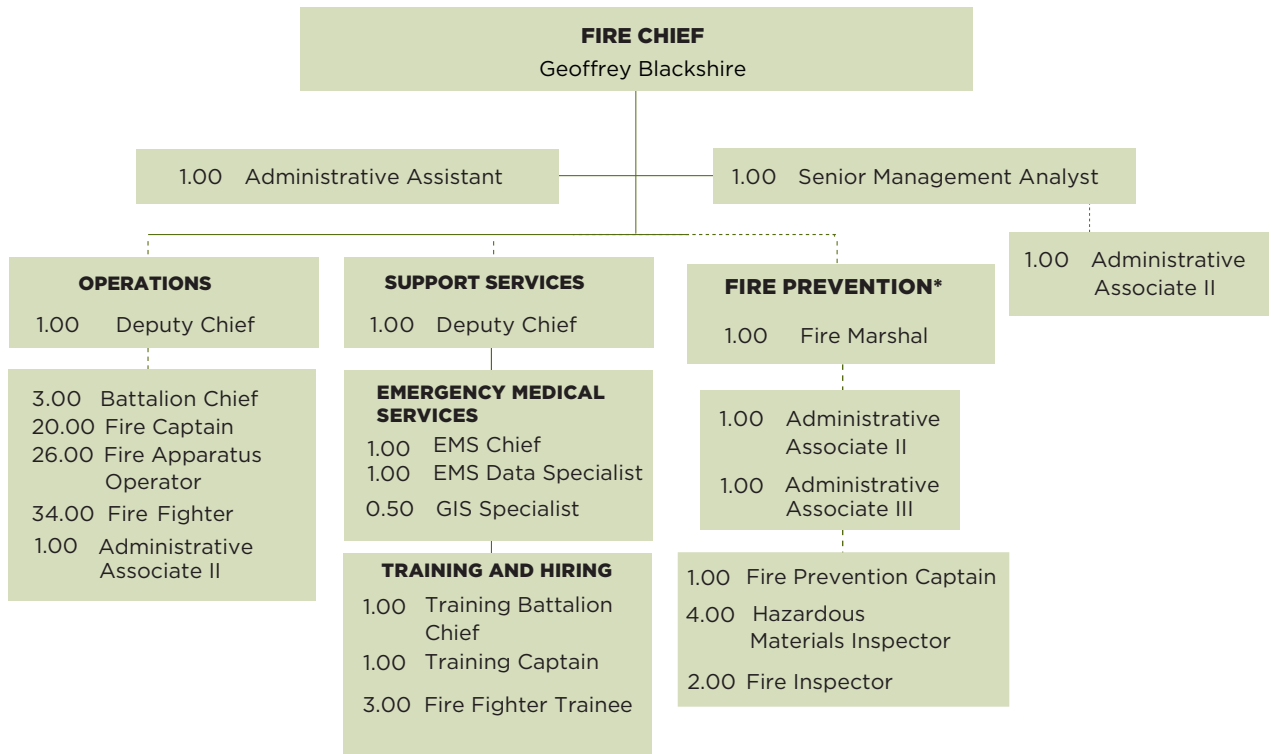 FIRE CHIEF
Geoffrey Blackshire
1.00 Administrative Assistant
1.00 Senior Management Analyst
1.00 Administrative
Associate II
OPERATIONS
1.00 Deputy Chief
3.00 Battalion Chief
20.00 Fire Captain
26.00 Fire Apparatus
Operator
34.00 Fire Fighter
1.00 Administrative
Associate II
SUPPORT SERVICES
1.00 Deputy Chief
EMERGENCY MEDICAL
SERVICES
1.00 EMS Chief
1.00 EMS Data Specialist
0.50 GIS Specialist
TRAINING AND HIRING
1.00 Training Battalion
Chief
1.00 Training Captain
3.00 Fire Fighter Trainee
FIRE PREVENTION*
1.00 Fire Marshal
1.00 Administrative
Associate II
1.00 Administrative
Associate III
1.00 Fire Prevention Captain
4.00 Hazardous
Materials Inspector
2.00 Fire Inspector